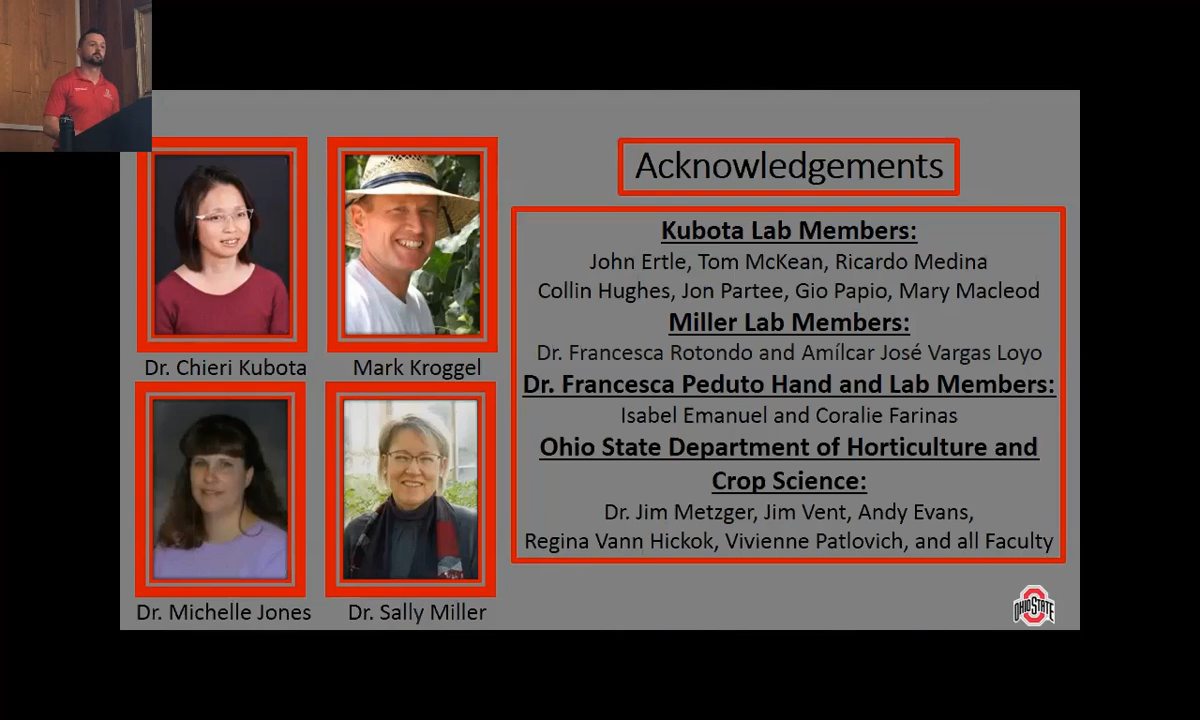 Acknowledgements
Dr. Chieri Kubota
Mark Kroggel
Dr. Michelle Jones
Dr. Sally Miller
Kubota Lab Members:
John Ertle, Tom McKean, Ricardo Medina
Collin Hughes, Jon Partee, Gio Papio, Mary Macleod
Miller Lab Members:
Dr. Francesca Rotondo and Amílcar José Vargas Loyo
Dr. Francesca Peduto Hand and Lab Members:
Isabel Emanuel and Coralie Farinas
Ohio State Department of Horticulture and
Crop Science:
Dr. Jim Metzger, Jim Vent, Andy Evans,
Regina Vann Hickok, Vivienne Patlovich, and all Faculty
OHIO STATE